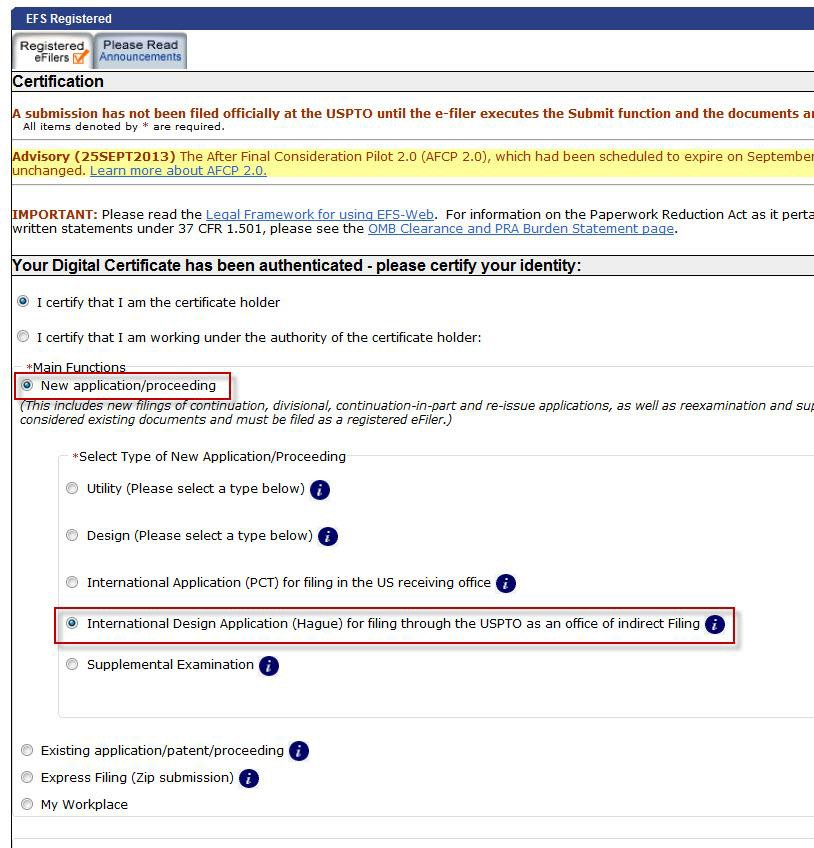 EFS Registered
Registered eFilers
Please Read Announcements
Certification
A submission has not been filed officially at the USPTO until the e-filer executes the Submit function and the documents
All items denoted by * are required.
Advisory (25SEPT2013) The After Final Consideration Pilot 2.0 (AFCP 2.0), which had been scheduled to expire on September
unchanged. Learn more about AFCP 2.0.
IMPORTANT: Please read the Legal Framework for using EFS-Web. For information on the Paperwork Reduction Act as it
written statements under 37 CFR 1.501, please see the OMB Clearance and PRA Burden Statement page.
Your Digital Certificate has been authenticated - please certify your identity:
I certify that I am the certificate holder
I certify that I am working under the authority of the certificate holder:
*Main Functions
New application/proceeding
(This includes new filings of continuation, divisional, continuation-in-part and re-issue applications, as well as reexamination and
considered existing documents and must be filed as a registered eFiler.)
*Select Type of New Application/Proceeding
Utility (Please select a type below) i
Design (Please select a type below) i
International Application (PCT) for filing in the US receiving office i
International Design Application (Hague) for filing through the USPTO as an office of indirect Filing i
Supplemental Examination i
Existing application/patent/proceeding i
Express Filing (Zip submission) i
My Workplace